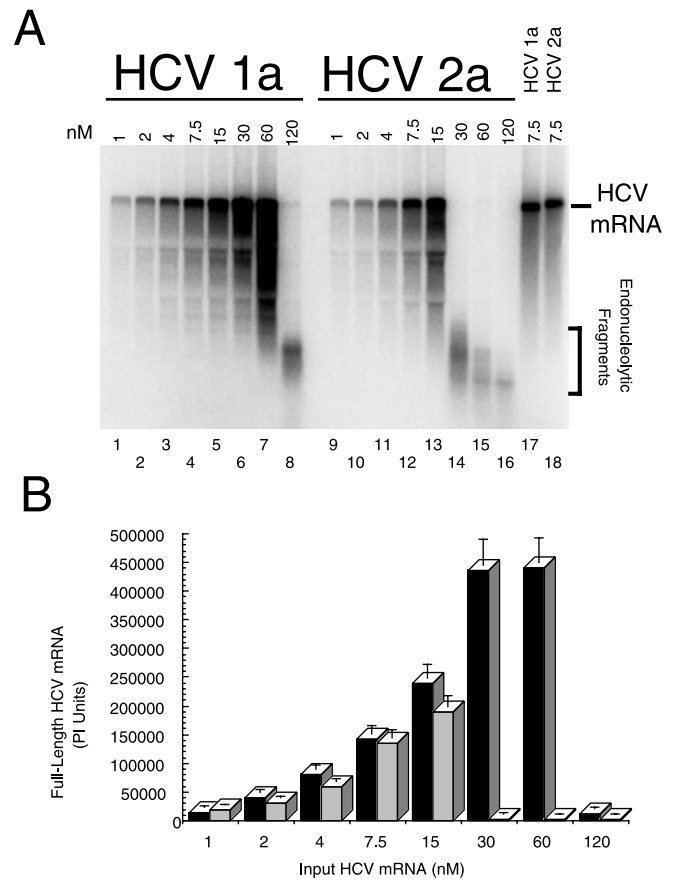 A
HCV 1a HCV 2a HCV 1a HCV 2a
nM 1 2 4 7.5 15 30 60 120 1 2 4 7.5 15 30 60 120 7.5 7.5
HCV
mRNA
Endonucleolytic
Fragments
1 3 5 7 9 11 13 15 17
2 4 6 8 10 12 14 16 18
B
Full-Length HCV mRNA
(PI Units)
500000
450000
400000
350000
300000
250000
200000
150000
100000
50000
0
1 2 4 7.5 15 30 60 120
Input HCV mRNA (nM)